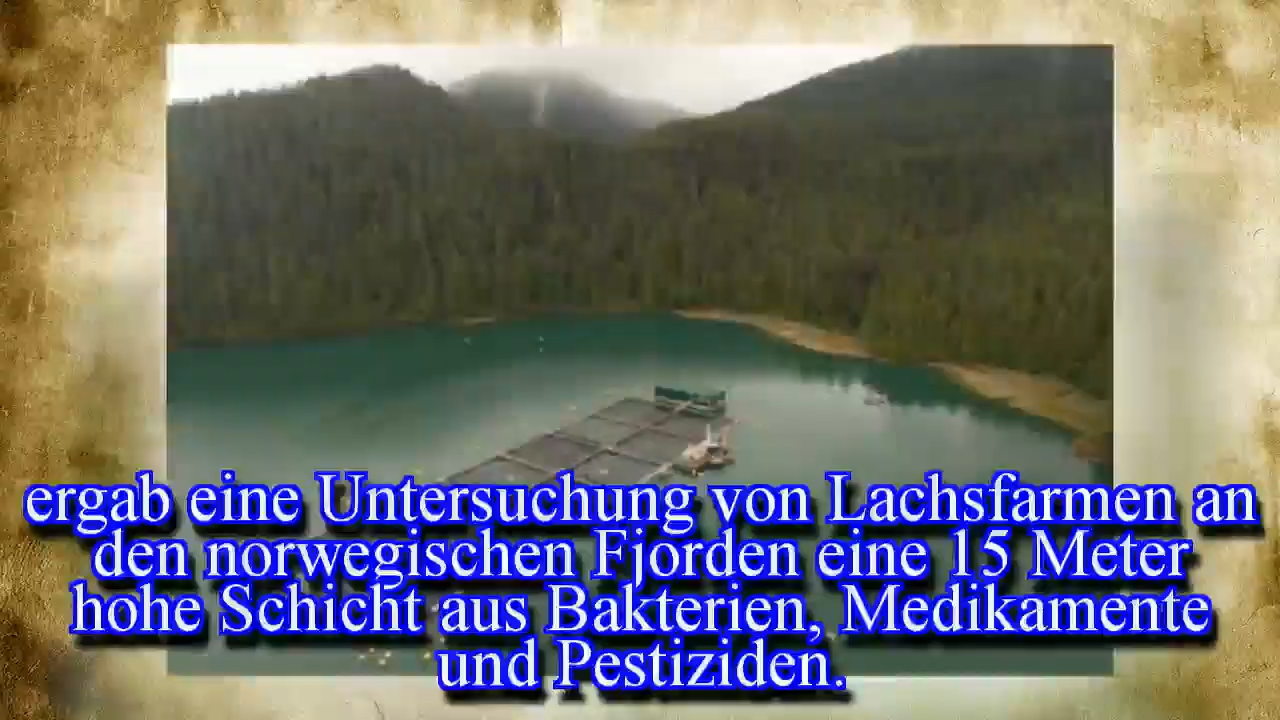 ergab eine Untersuchung von Lachsfarmen an
den norwegischen Fjorden eine 15 Meter
hohe Schicht aus Bakterien, Medikamente
und Pestiziden.